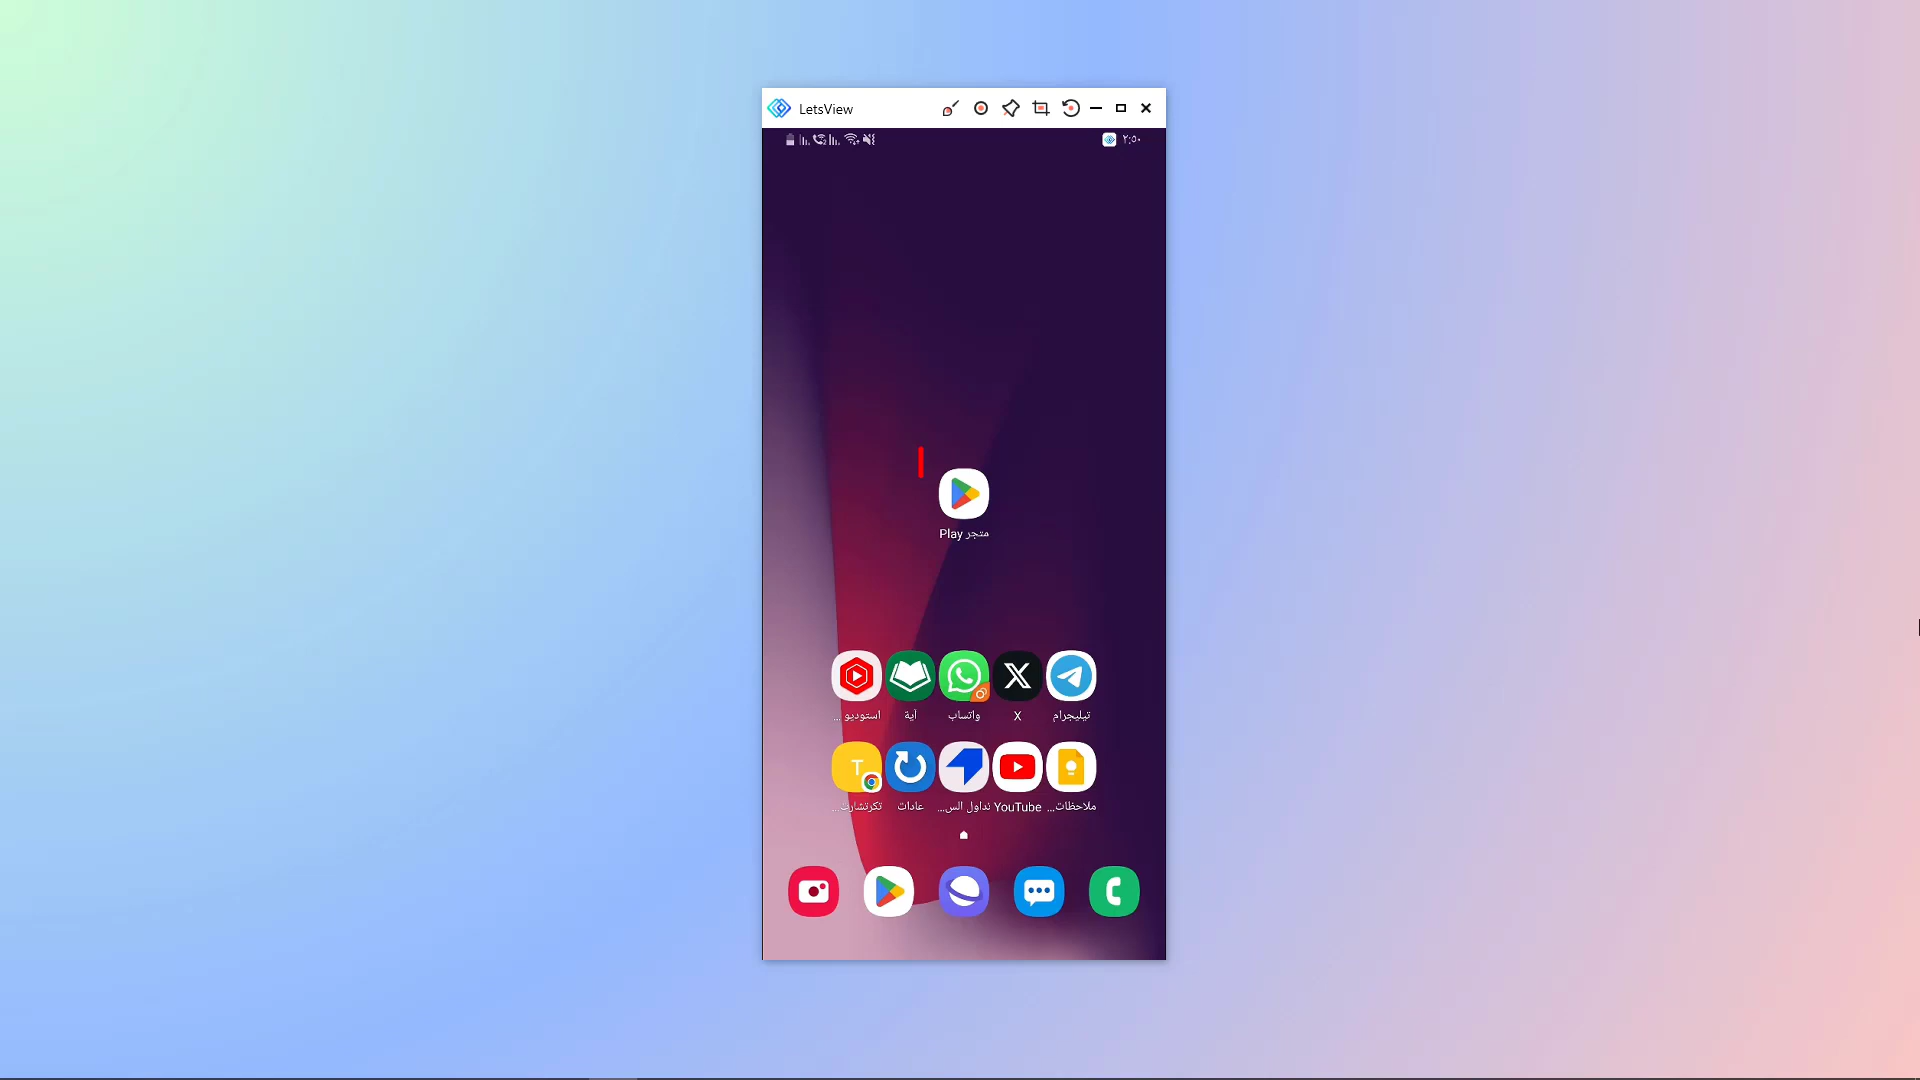 LetsView
٢:٥٠
متجر Play
استوديو ...
آية
واتساب
X
تيليجرام
T
تكرتشارت...
عادات
تداول الس...
YouTube
ملاحظات...